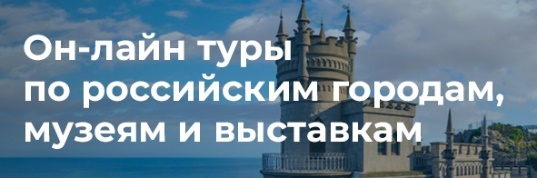 Он-лайн туры
по российским городам,
музеям и выставкам